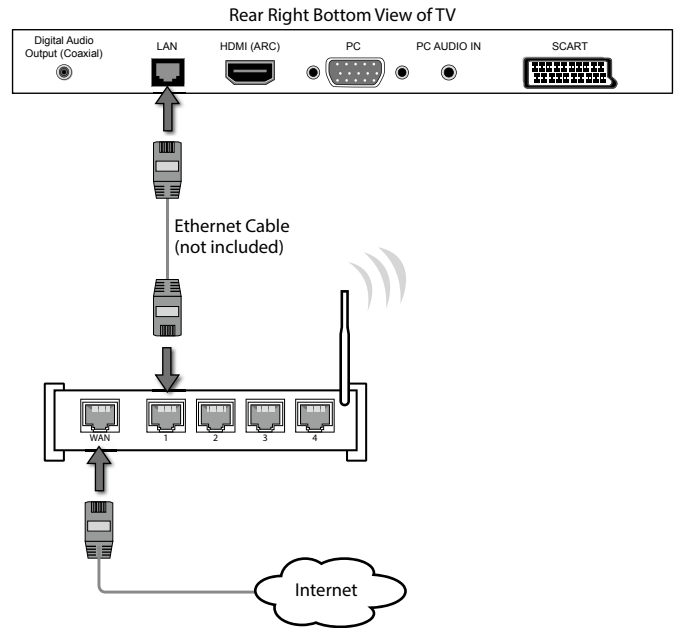 Rear Right Bottom View of TV
Digital Audio
Output (Coaxial)
LAN
HDMI (ARC)
PC
PC AUDIO IN
SCART
Ethernet Cable
(not included)
WAN
1
2
3
4
Internet